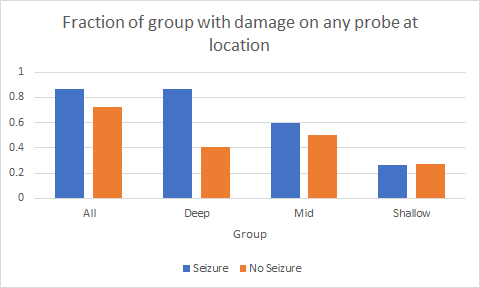 Fraction of group with damage on any probe at
location
1
0.8
0.6
0.4
0.2
0
All Deep Mid Shallow
Group
Seizure No Seizure